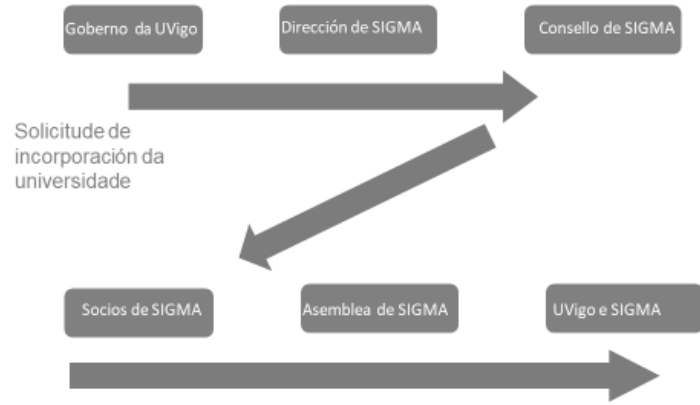 Goberno da UVigo
Dirección de SIGMA
Consello de SIGMA
Solicitude de
incorporación da
universidade
Socios de SIGMA
Asemblea de SIGMA
UVigo e SIGMA